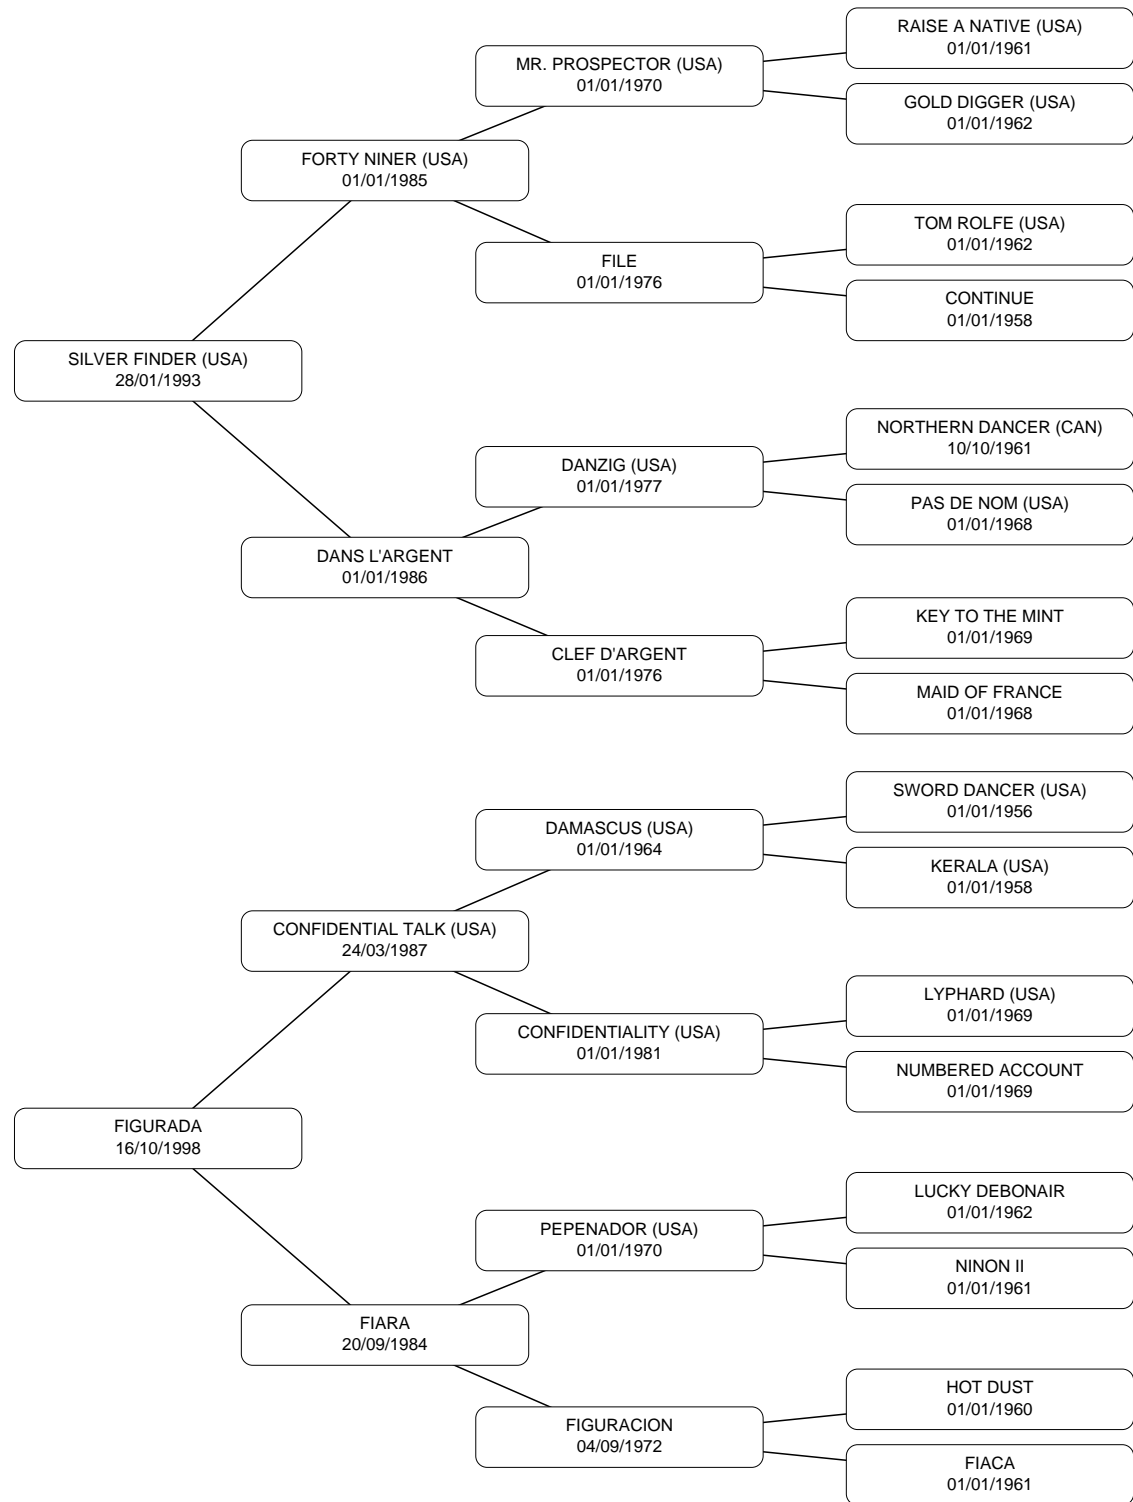 RAISE A NATIVE (USA)
01/01/1961
MR. PROSPECTOR (USA)
01/01/1970
GOLD DIGGER (USA)
01/01/1962
FORTY NINER (USA)
01/01/1985
TOM ROLFE (USA)
01/01/1962
FILE
01/01/1976
CONTINUE
01/01/1958
SILVER FINDER (USA)
28/01/1993
NORTHERN DANCER (CAN)
10/10/1961
DANZIG (USA)
01/01/1977
PAS DE NOM (USA)
01/01/1968
DANS L'ARGENT
01/01/1986
KEY TO THE MINT
01/01/1969
CLEF D'ARGENT
01/01/1976
MAID OF FRANCE
01/01/1968
SWORD DANCER (USA)
01/01/1956
DAMASCUS (USA)
01/01/1964
KERALA (USA)
01/01/1958
CONFIDENTIAL TALK (USA)
24/03/1987
LYPHARD (USA)
01/01/1969
CONFIDENTIALITY (USA)
01/01/1981
NUMBERED ACCOUNT
01/01/1969
FIGURADA
16/10/1998
LUCKY DEBONAIR
01/01/1962
PEPENADOR (USA)
01/01/1970
NINON II
01/01/1961
FIARA
20/09/1984
HOT DUST
01/01/1960
FIGURACION
04/09/1972
FIACA
01/01/1961